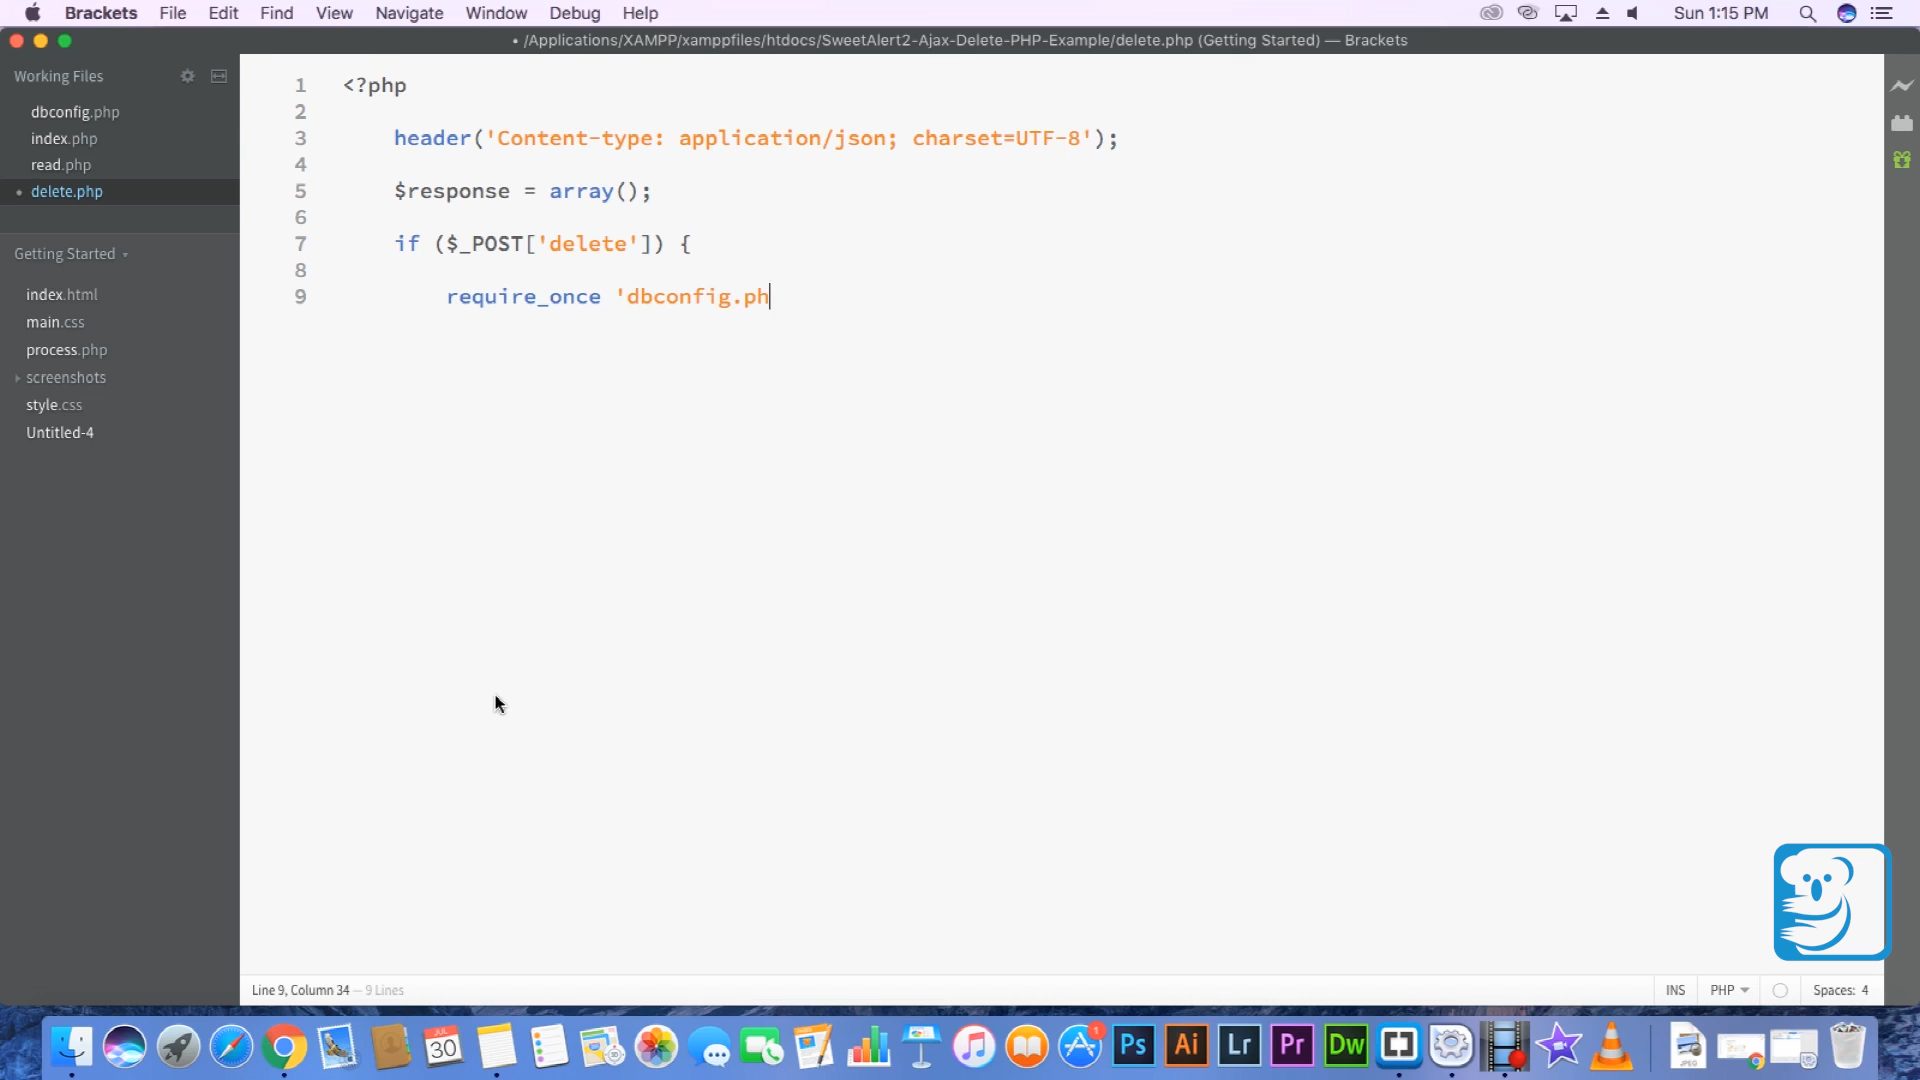 Brackets File Edit Find View Navigate Window Debug Help Sun 1:15 PM
• /Applications/XAMPP/xamppfiles/htdocs/SweetAlert2-Ajax-Delete-PHP-Example/delete.php (Getting Started) — Brackets
Working Files
dbconfig.php
index.php
read.php
• delete.php
Getting Started
index.html
main.css
process.php
screenshots
style.css
Untitled-4
1 <?php
2
3 header('Content-type: application/json; charset=UTF-8');
4
5 $response = array();
6
7 if ($_POST['delete']) {
8
9 require_once 'dbconfig.ph
Line 9, Column 34 — 9 Lines INS PHP Spaces: 4
JUL
30
1
Ps Ai Lr Pr Dw
JPEG